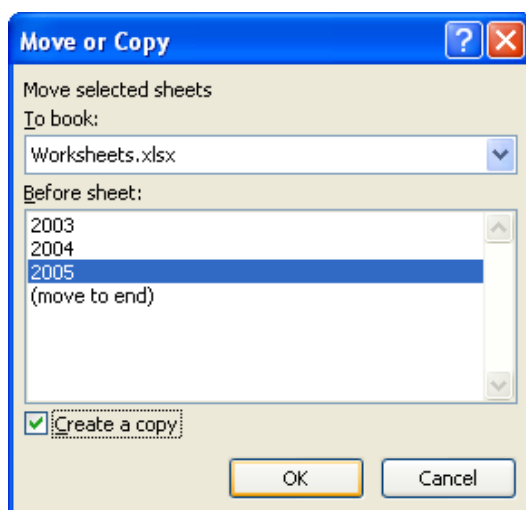 Move or Copy
Move selected sheets
To book:
Worksheets.xlsx
Before sheet:
2003
2004
2005
(move to end)
Create a copy
OK Cancel